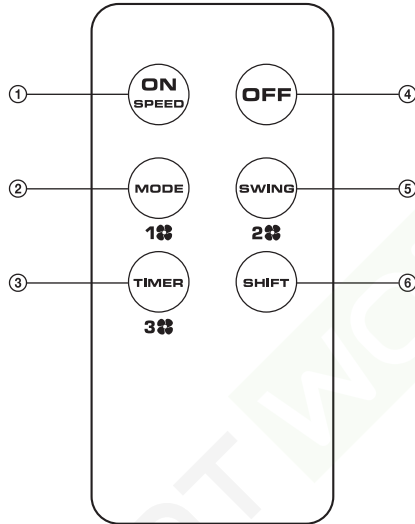 ① ON SPEED OFF ④
② MODE SWING ⑤
1 2
③ TIMER SHIFT ⑥
3